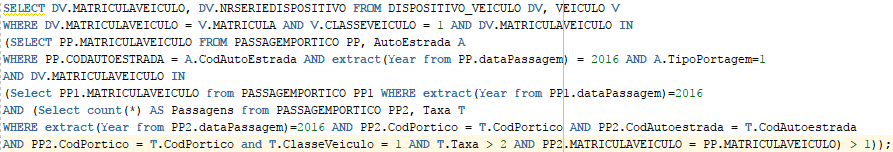 SELECT DV.MATRICULAVEICULO, DV.NRSERIEDISPOSITIVO FROM DISPOSITIVO_VEICULO DV, VEICULO V
WHERE DV.MATRICULAVEICULO = V.MATRICULA AND V.CLASSEVEICULO = 1 AND DV.MATRICULAVEICULO IN
(SELECT PP.MATRICULAVEICULO FROM PASSAGEMPORTICO PP, AutoEstrada A
WHERE PP.CODAUTOESTRADA = A.CodAutoEstrada AND extract(Year from PP.dataPassagem) = 2016 AND A.TipoPortagem=1
AND DV.MATRICULAVEICULO IN
(Select PP1.MATRICULAVEICULO from PASSAGEMPORTICO PP1 WHERE extract(Year from PP1.dataPassagem)=2016
AND (Select count(*) AS Passagens from PASSAGEMPORTICO PP2, Taxa T
WHERE extract(Year from PP2.dataPassagem)=2016 AND PP2.CodPortico = T.CodPortico AND PP2.CodAutoestrada = T.CodAutoestrada
AND PP2.CodPortico = T.CodPortico and T.ClasseVeiculo = 1 AND T.Taxa > 2 AND PP2.MATRICULAVEICULO = PP.MATRICULAVEICULO) > 1));